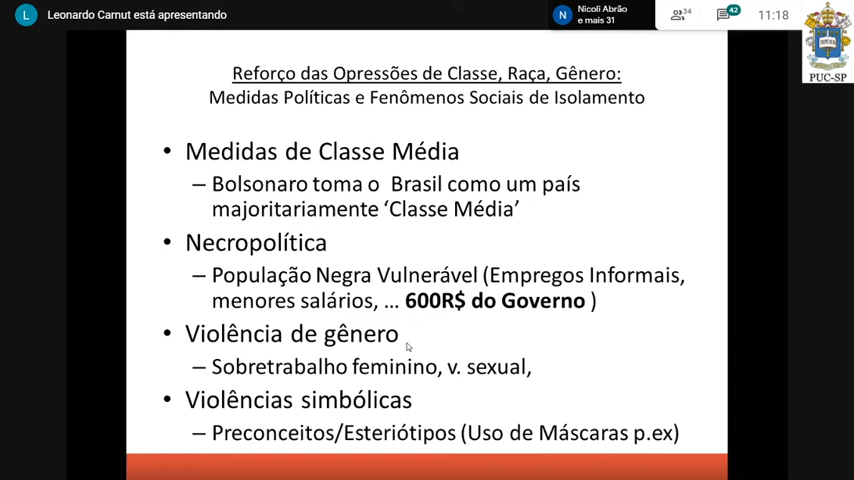 L Leonardo Carnut está apresentando
N Nicoli Abrão
e mais 31
34
42
11:18
PUC-SP
Reforço das Opressões de Classe, Raça, Gênero:
Medidas Políticas e Fenômenos Sociais de Isolamento
• Medidas de Classe Média
– Bolsonaro toma o Brasil como um país
majoritariamente ‘Classe Média’
• Necropolítica
– População Negra Vulnerável (Empregos Informais,
menores salários, ... 600R$ do Governo )
• Violência de gênero
– Sobretrabalho feminino, v. sexual,
• Violências simbólicas
– Preconceitos/Esteriótipos (Uso de Máscaras p.ex)